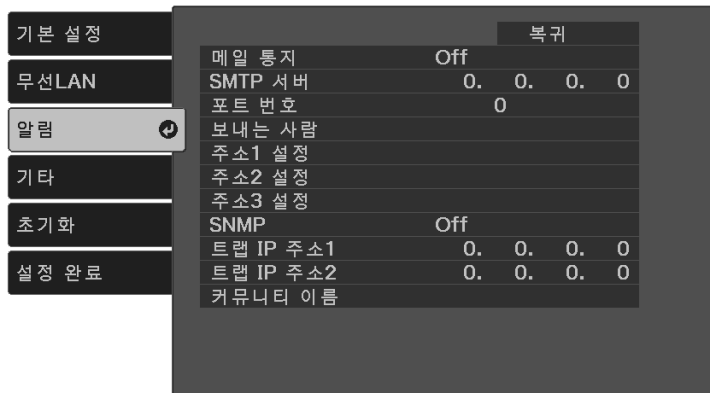 기본 설정
무선LAN
알림
기타
초기화
설정 완료
복귀
메일 통지 Off
SMTP 서버 0. 0. 0. 0
포트 번호 0
보내는 사람
주소1 설정
주소2 설정
주소3 설정
SNMP Off
트랩 IP 주소1 0. 0. 0. 0
트랩 IP 주소2 0. 0. 0. 0
커뮤니티 이름